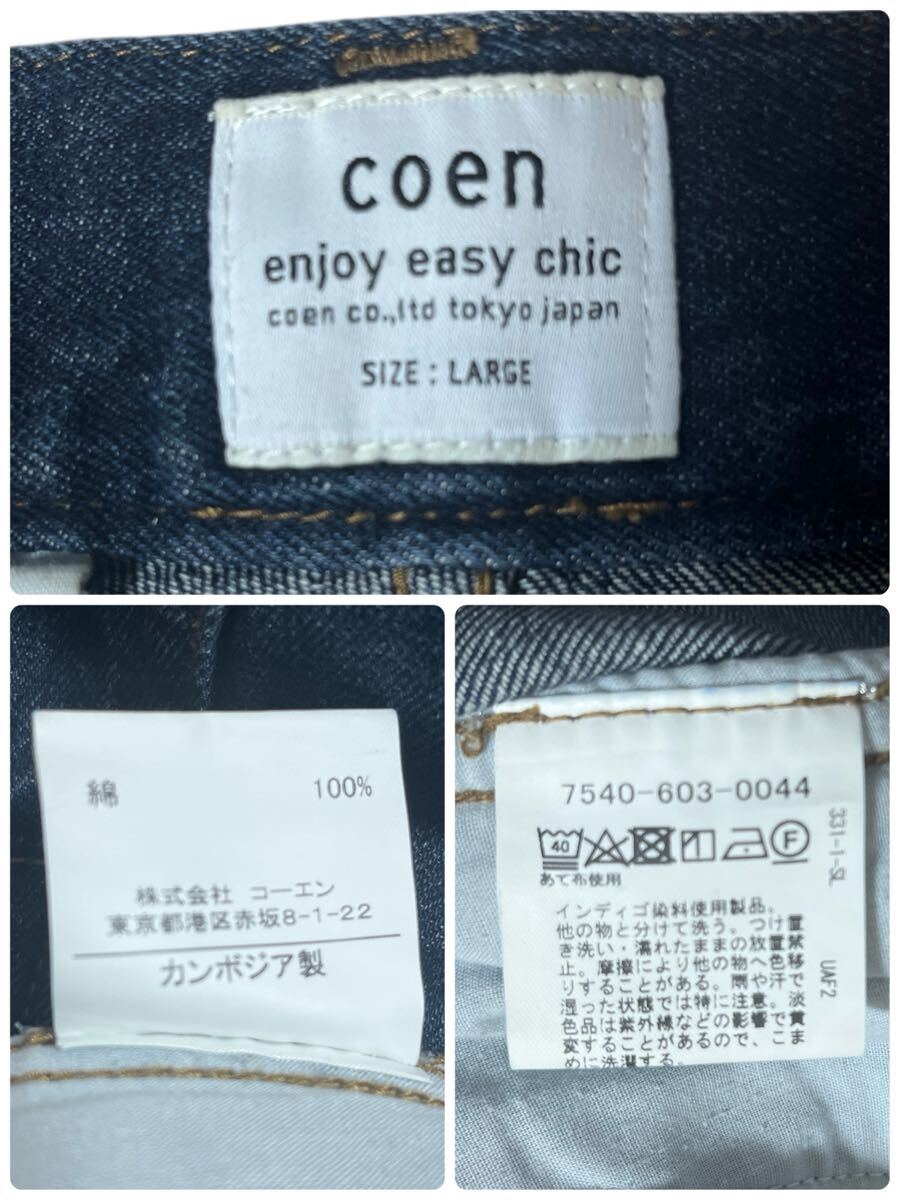 coen
enjoy easy chic
coen co.,ltd tokyo japan
SIZE : LARGE
綿 100%
株式会社 コーエン
東京都港区赤坂8-1-22
カンボジア製
7540-603-0044
40
F
あて布使用
インディゴ染料使用製品。
他の物と分けて洗う。つけ置
き洗い・濡れたままの放置禁
止。摩擦により他の物へ色移
りすることがある。雨や汗で
湿った状態では特に注意。淡
色品は紫外線などの影響で黄
変することがあるので、こま
めに洗濯する。
331-1-SL
UAF2